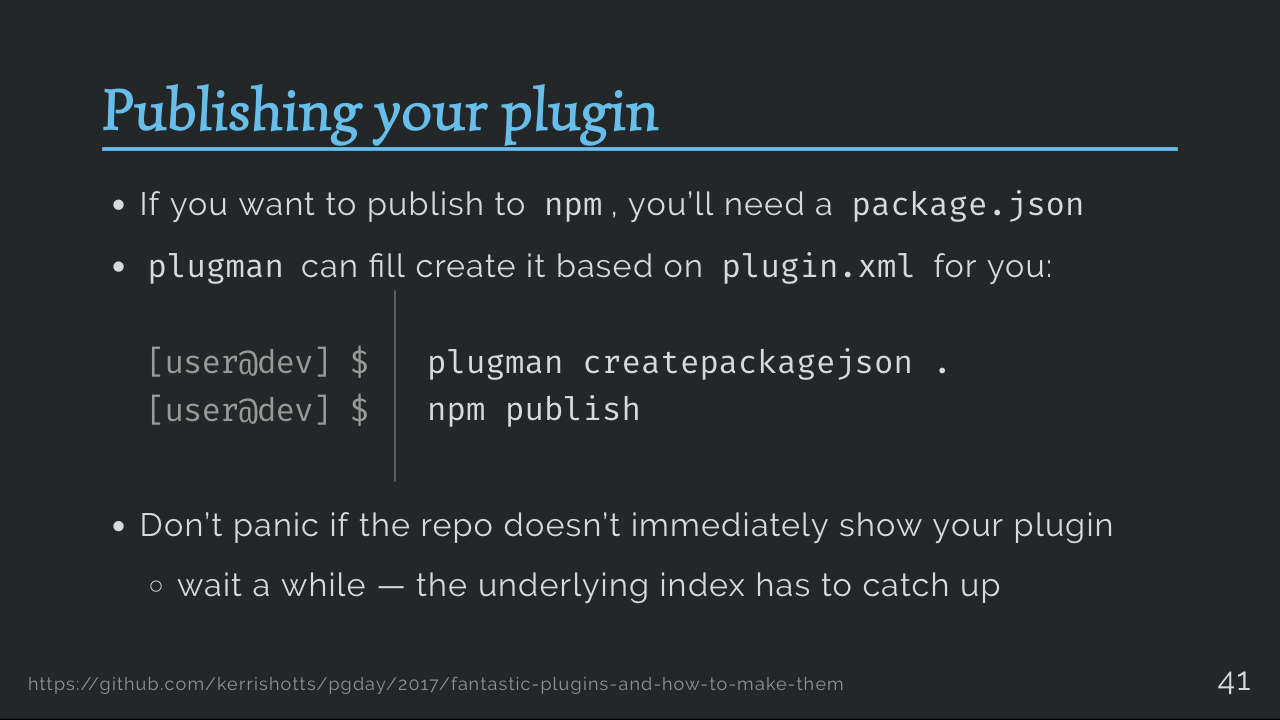 Publishing your plugin
• If you want to publish to npm, you’ll need a package.json
• plugman can fill create it based on plugin.xml for you:
[user@dev] $ plugman createpackagejson .
[user@dev] $ npm publish
• Don’t panic if the repo doesn’t immediately show your plugin
◦ wait a while — the underlying index has to catch up
https://github.com/kerrishotts/pgday/2017/fantastic-plugins-and-how-to-make-them
41